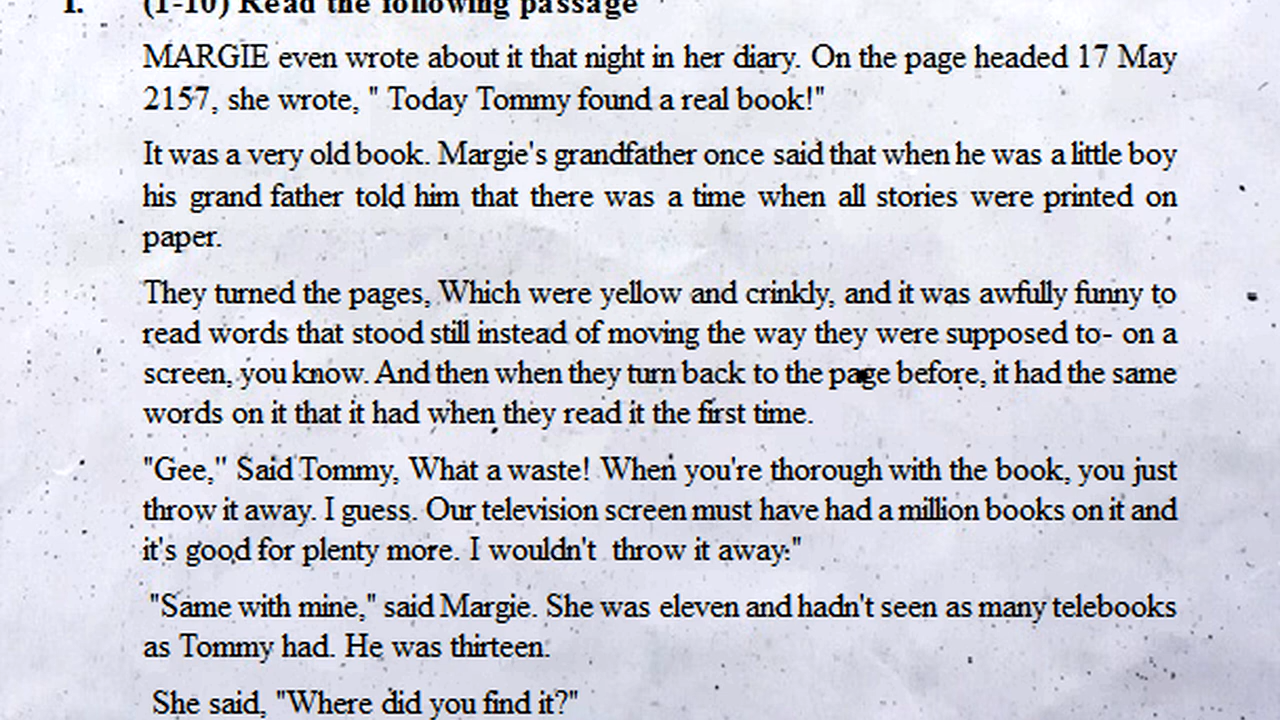 I. (1-10) Read the following passage
MARGIE even wrote about it that night in her diary. On the page headed 17 May
2157, she wrote, " Today Tommy found a real book!"
It was a very old book. Margie's grandfather once said that when he was a little boy
his grand father told him that there was a time when all stories were printed on
paper.
They turned the pages, Which were yellow and crinkly, and it was awfully funny to
read words that stood still instead of moving the way they were supposed to- on a
screen, you know. And then when they turn back to the page before, it had the same
words on it that it had when they read it the first time.
"Gee," Said Tommy, What a waste! When you're thorough with the book, you just
throw it away. I guess. Our television screen must have had a million books on it and
it's good for plenty more. I wouldn't throw it away."
"Same with mine," said Margie. She was eleven and hadn't seen as many telebooks
as Tommy had. He was thirteen.
She said, "Where did you find it?"